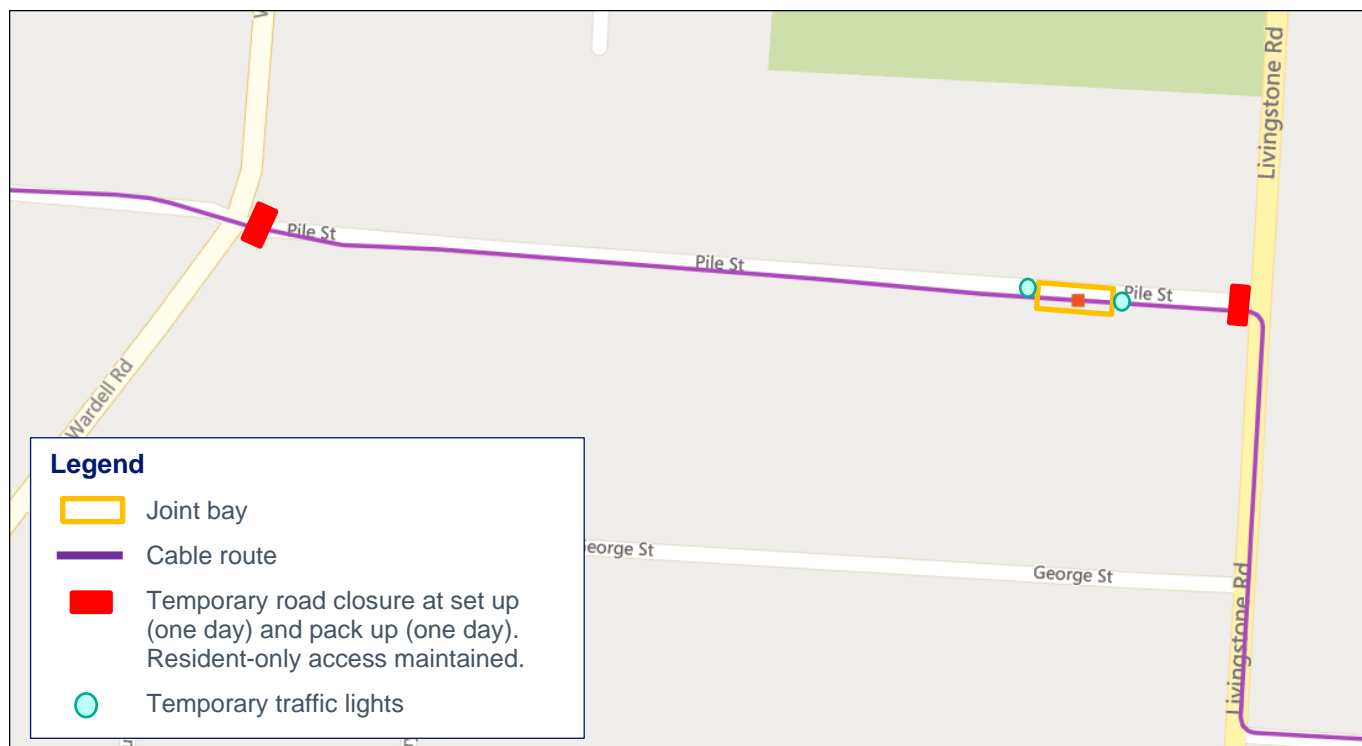 Livingstone Rd
Pile St
Pile St
Pile St
Wardell Rd
George St
Livingstone Rd
Legend
Joint bay
Cable route
Temporary road closure at set up
(one day) and pack up (one day).
Resident-only access maintained.
Temporary traffic lights